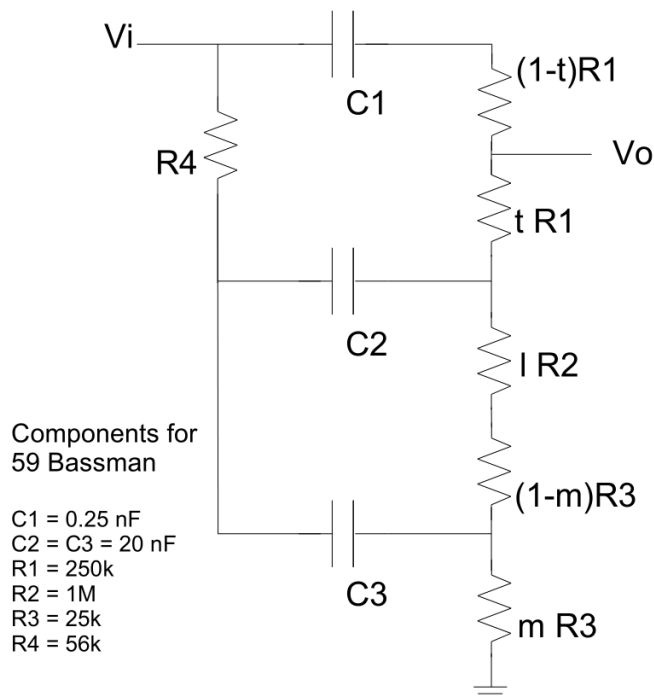 Vi
C1
(1-t)R1
R4
Vo
t R1
C2
l R2
(1-m)R3
C3
m R3
Components for
59 Bassman
C1 = 0.25 nF
C2 = C3 = 20 nF
R1 = 250k
R2 = 1M
R3 = 25k
R4 = 56k